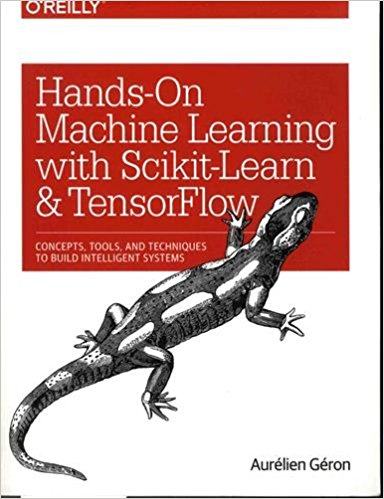 O'REILLY®
Hands-On
Machine Learning
with Scikit-Learn
& TensorFlow
CONCEPTS, TOOLS, AND TECHNIQUES
TO BUILD INTELLIGENT SYSTEMS
Aurélien Géron